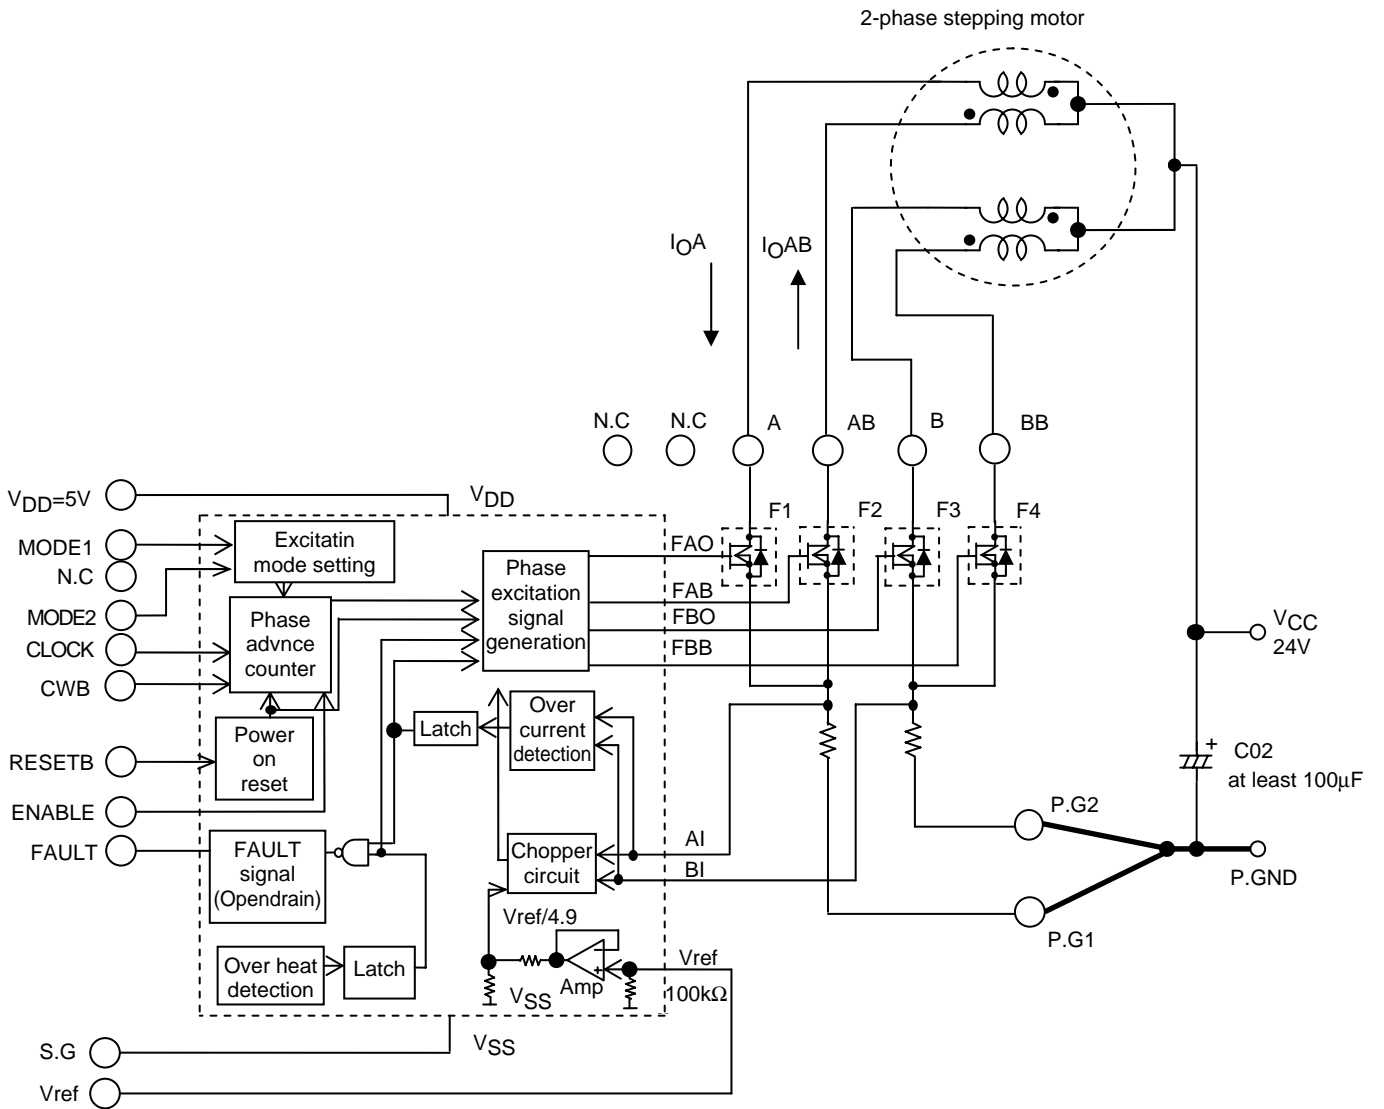 2-phase stepping motor
IOA
IOAB
N.C
N.C
A
AB
B
BB
VDD=5V
VDD
F1
F2
F3
F4
MODE1
N.C
MODE2
CLOCK
CWB
RESETB
ENABLE
FAULT
Excitatin
mode setting
Phase
advnce
counter
Power
on
reset
Phase
excitation
signal
generation
FAO
FAB
FBO
FBB
Latch
Over
current
detection
FAULT
signal
(Opendrain)
Chopper
circuit
AI
BI
Vref/4.9
Over heat
detection
Latch
VSS
Amp
Vref
100kΩ
VCC
24V
+
C02
at least 100µF
P.G2
P.GND
P.G1
S.G
VSS
Vref